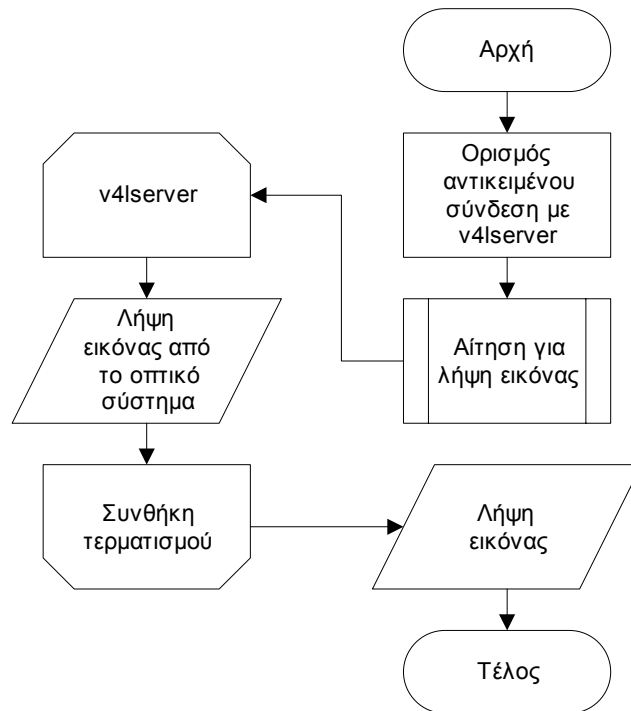 Αρχή
Ορισμός
αντικειμένου
σύνδεση με
v4lserver
Αίτηση για
λήψη εικόνας
v4lserver
Λήψη
εικόνας από
το οπτικό
σύστημα
Συνθήκη
τερματισμού
Λήψη
εικόνας
Τέλος